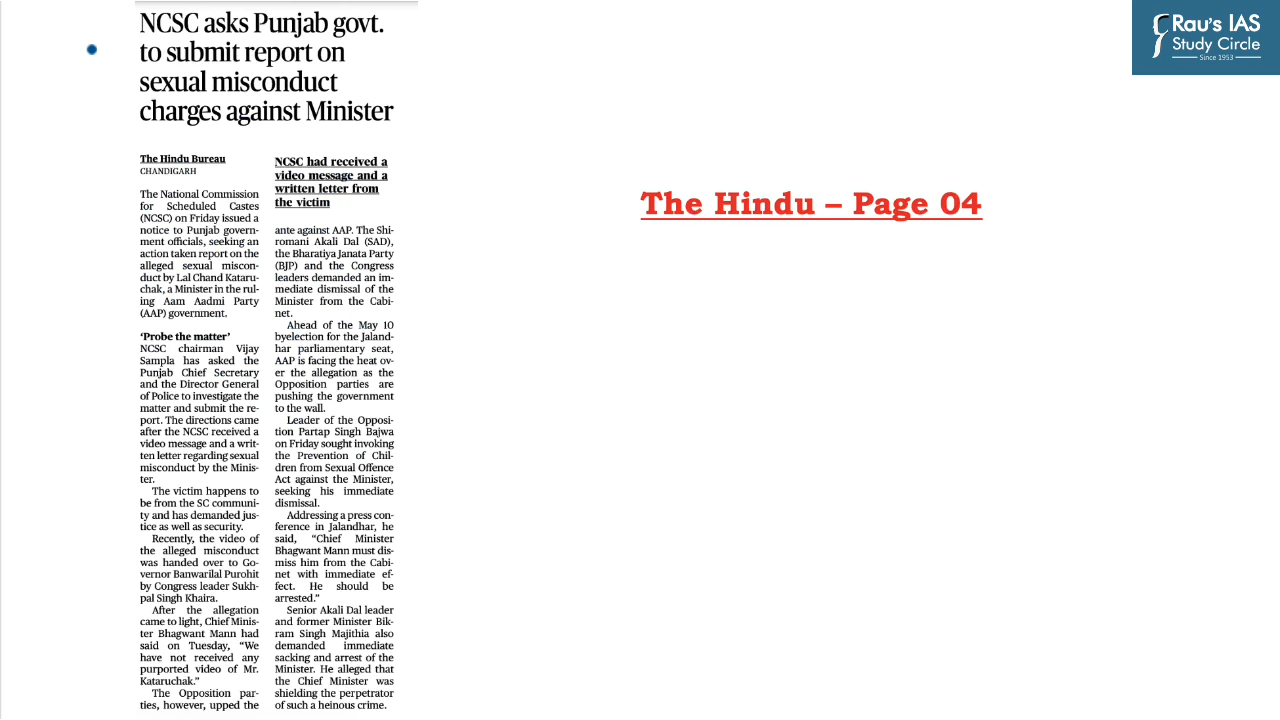 NCSC asks Punjab govt.
to submit report on
sexual misconduct
charges against Minister
The Hindu Bureau
CHANDIGARH
The National Commission
for Scheduled Castes
(NCSC) on Friday issued a
notice to Punjab govern-
ment officials, seeking an
action taken report on the
alleged sexual miscon-
duct by Lal Chand Kataru-
chak, a Minister in the rul-
ing Aam Aadmi Party
(AAP) government.
‘Probe the matter’
NCSC chairman Vijay
Sampla has asked the
Punjab Chief Secretary
and the Director General
of Police to investigate the
matter and submit the re-
port. The directions came
after the NCSC received a
video message and a writ-
ten letter regarding sexual
misconduct by the Minis-
ter.
The victim happens to
be from the SC communi-
ty and has demanded jus-
tice as well as security.
Recently, the video of
the alleged misconduct
was handed over to Go-
vernor Banwarilal Purohit
by Congress leader Sukh-
pal Singh Khaira.
After the allegation
came to light, Chief Minis-
ter Bhagwant Mann had
said on Tuesday, “We
have not received any
purported video of Mr.
Kataruchak.”
The Opposition par-
ties, however, upped the
NCSC had received a
video message and a
written letter from
the victim
ante against AAP. The Shi-
romani Akali Dal (SAD),
the Bharatiya Janata Party
(BJP) and the Congress
leaders demanded an im-
mediate dismissal of the
Minister from the Cabi-
net.
Ahead of the May 10
byelection for the Jaland-
har parliamentary seat,
AAP is facing the heat ov-
er the allegation as the
Opposition parties are
pushing the government
to the wall.
Leader of the Opposi-
tion Partap Singh Bajwa
on Friday sought invoking
the Prevention of Chil-
dren from Sexual Offence
Act against the Minister,
seeking his immediate
dismissal.
Addressing a press con-
ference in Jalandhar, he
said, “Chief Minister
Bhagwant Mann must dis-
miss him from the Cabi-
net with immediate ef-
fect. He should be
arrested.”
Senior Akali Dal leader
and former Minister Bik-
ram Singh Majithia also
demanded immediate
sacking and arrest of the
Minister. He alleged that
the Chief Minister was
shielding the perpetrator
of such a heinous crime.
The Hindu – Page 04
Rau's IAS
Study Circle
Since 1953